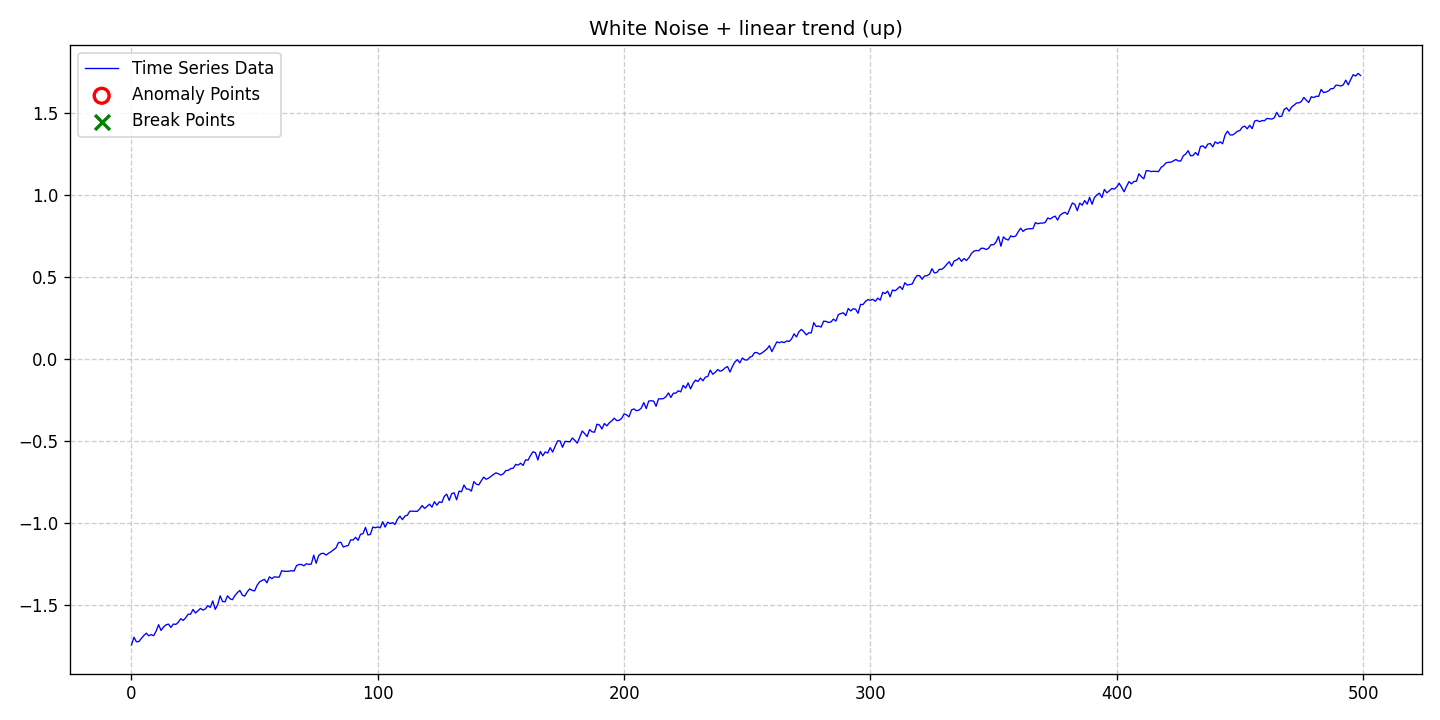 White Noise + linear trend (up)
Time Series Data
Anomaly Points
Break Points
1.5
1.0
0.5
0.0
−0.5
−1.0
−1.5
0 100 200 300 400 500